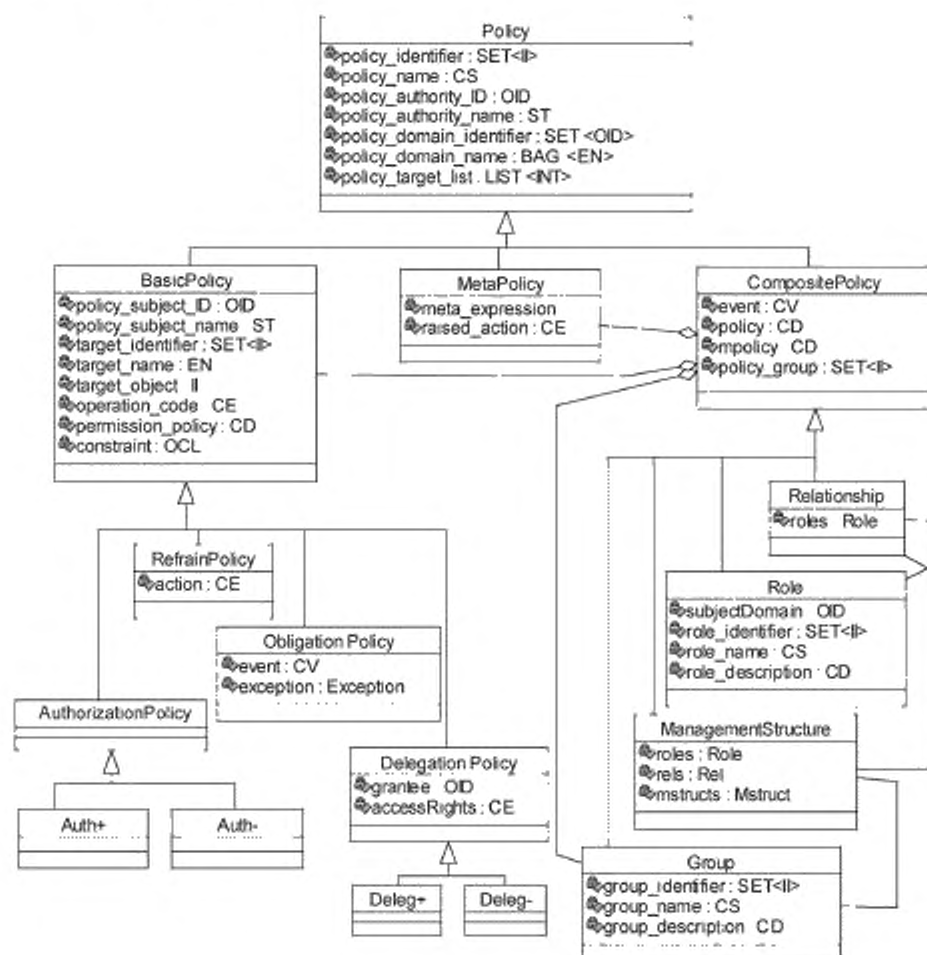 Policy
policy_identifier : SET<II>
policy_name : CS
policy_authority_ID : OID
policy_authority_name : ST
policy_domain_identifier : SET <OID>
policy_domain_name : BAG <EN>
policy_target_list . LIST <INT>
BasicPolicy
policy_subject_ID : OID
policy_subject_name ST
target_identifier : SET<II>
target_name : EN
target_object II
operation_code CE
permission_policy : CD
constraint : OCL
MetaPolicy
meta_expression
raised_action : CE
CompositePolicy
event : CV
policy : CD
mpolicy CD
policy_group : SET<II>
Relationship
roles Role
RefrainPolicy
action : CE
Role
subjectDomain OID
role_identifier : SET<II>
role_name : CS
role_description : CD
Obligation Policy
event : CV
exception : Exception
AuthorizationPolicy
ManagementStructure
roles : Role
rels : Rel
mstructs : Mstruct
Delegation Policy
grantee OID
accessRights : CE
Auth+
Auth-
Group
group_identifier : SET<II>
group_name : CS
group_description CD
Deleg+
Deleg-